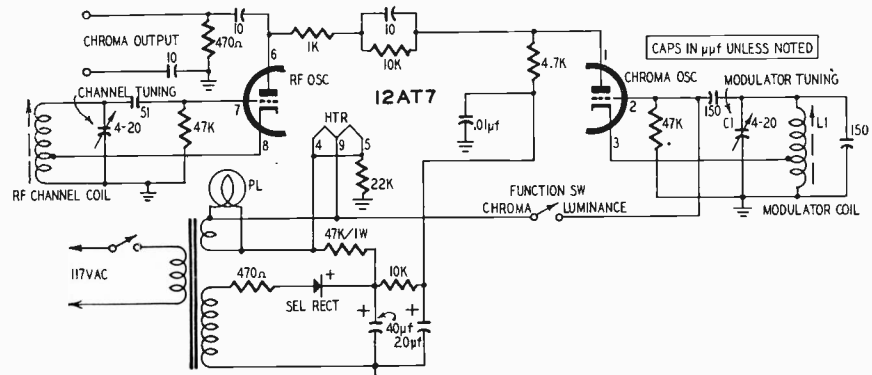 CHROMA OUTPUT
10
470Ω
10
6
RF OSC
1K
10
10K
12AT7
4.7K
1
CHROMA OSC
CAPS IN µµf UNLESS NOTED
MODULATOR TUNING
CHANNEL TUNING
51
7
4-20
47K
8
RF CHANNEL COIL
HTR
4
9
5
22K
.01µf
2
3
47K
150
C1
4-20
L1
150
MODULATOR COIL
PL
FUNCTION SW
CHROMA
LUMINANCE
117VAC
47K/1W
470Ω
SEL RECT
+
10K
+
40µf
+
20µf